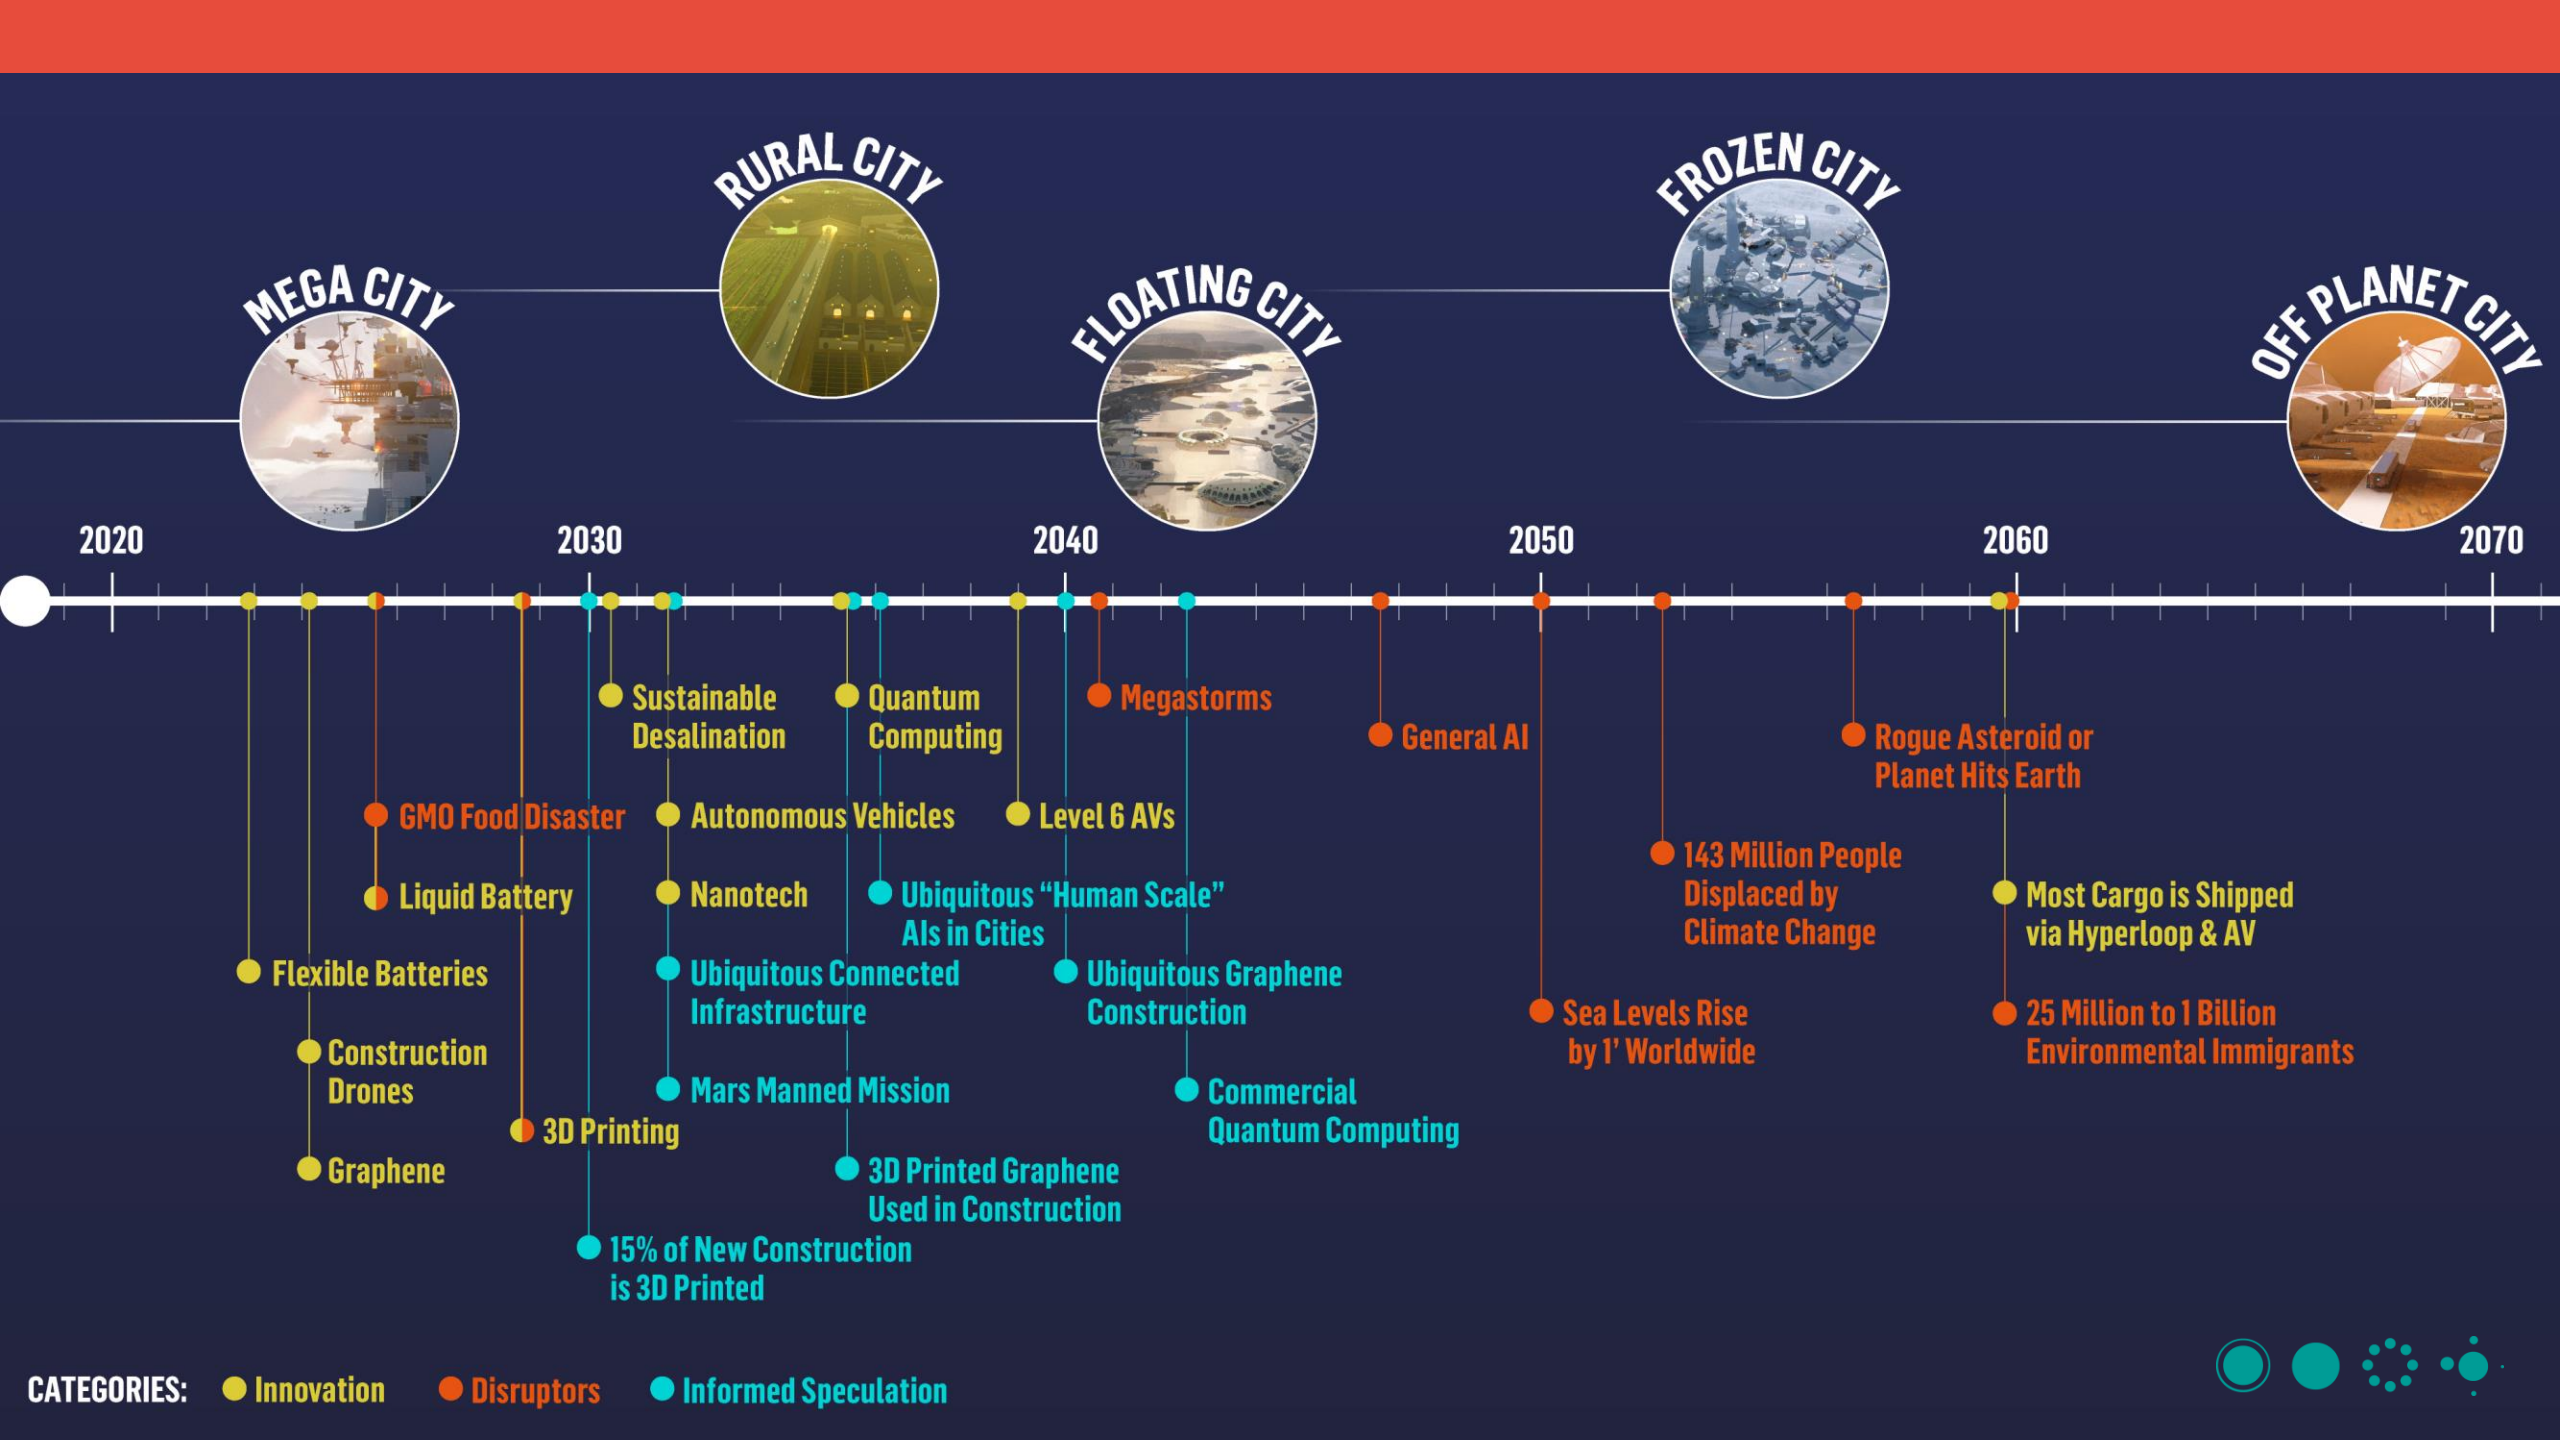 RURAL CITY
FROZEN CITY
MEGA CITY
FLOATING CITY
OFF PLANET CITY
2020
2030
2040
2050
2060
2070
Sustainable
Desalination
Quantum
Computing
Megastorms
General AI
Rogue Asteroid or
Planet Hits Earth
GMO Food Disaster
Autonomous Vehicles
Level 6 AVs
143 Million People
Displaced by
Climate Change
Liquid Battery
Nanotech
Ubiquitous “Human Scale”
AIs in Cities
Most Cargo is Shipped
via Hyperloop & AV
Flexible Batteries
Ubiquitous Connected
Infrastructure
Ubiquitous Graphene
Construction
Sea Levels Rise
by 1’ Worldwide
25 Million to 1 Billion
Environmental Immigrants
Construction
Drones
Mars Manned Mission
Commercial
Quantum Computing
3D Printing
Graphene
3D Printed Graphene
Used in Construction
15% of New Construction
is 3D Printed
CATEGORIES:
Innovation
Disruptors
Informed Speculation